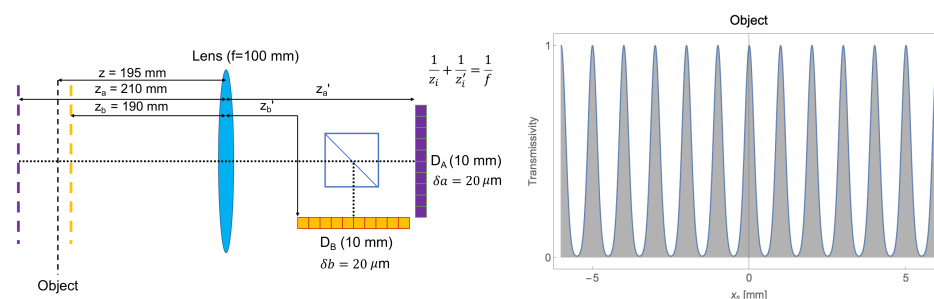 Lens (f=100 mm)
z = 195 mm
z_a = 210 mm
z_b = 190 mm
z_a'
z_b'
1/z_i + 1/z_i' = 1/f
D_A (10 mm)
δa = 20 μm
D_B (10 mm)
δb = 20 μm
Object
Object
Transmissivity
1
0
-5
0
5
x_s [mm]